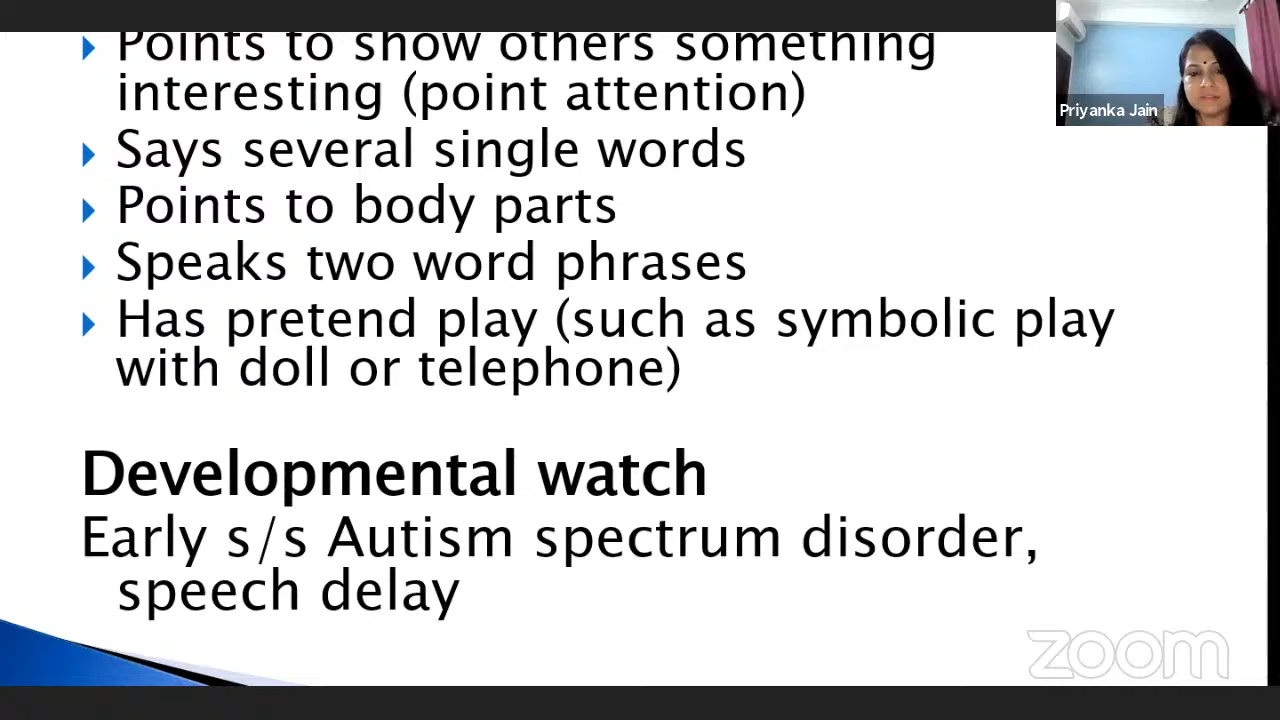 Points to show others something
interesting (point attention)
Says several single words
Points to body parts
Speaks two word phrases
Has pretend play (such as symbolic play
with doll or telephone)
Developmental watch
Early s/s Autism spectrum disorder,
speech delay
Priyanka Jain
zoom